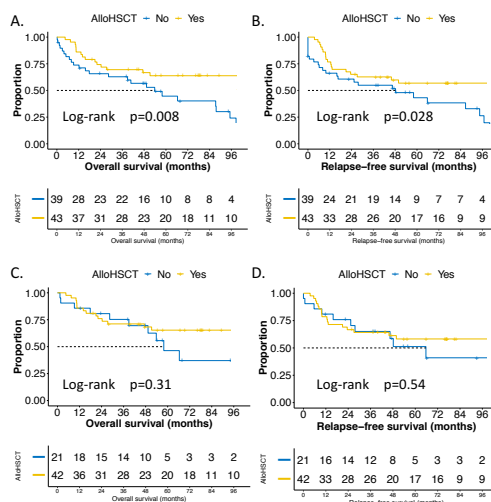 A.
AlloHSCT No Yes
Proportion
1.00
0.75
0.50
0.25
0.00
Log-rank p=0.008
0 12 24 36 48 60 72 84 96
Overall survival (months)
AlloHSCT
39 28 23 22 16 10 8 8 4
43 37 31 28 23 20 18 11 10
0 12 24 36 48 60 72 84 96
Overall survival (months)
B.
AlloHSCT No Yes
Proportion
1.00
0.75
0.50
0.25
0.00
Log-rank p=0.028
0 12 24 36 48 60 72 84 96
Relapse-free survival (months)
AlloHSCT
39 24 21 19 14 9 7 7 4
43 33 28 26 20 17 16 9 9
0 12 24 36 48 60 72 84 96
Relapse-free survival (months)
C.
AlloHSCT No Yes
Proportion
1.00
0.75
0.50
0.25
0.00
Log-rank p=0.31
0 12 24 36 48 60 72 84 96
Overall survival (months)
AlloHSCT
21 18 15 14 10 5 3 3 2
42 36 31 28 23 20 18 11 10
0 12 24 36 48 60 72 84 96
Overall survival (months)
D.
AlloHSCT No Yes
Proportion
1.00
0.75
0.50
0.25
0.00
Log-rank p=0.54
0 12 24 36 48 60 72 84 96
Relapse-free survival (months)
AlloHSCT
21 16 14 12 8 5 3 3 2
42 33 28 26 20 17 16 9 9
0 12 24 36 48 60 72 84 96
Relapse-free survival (months)